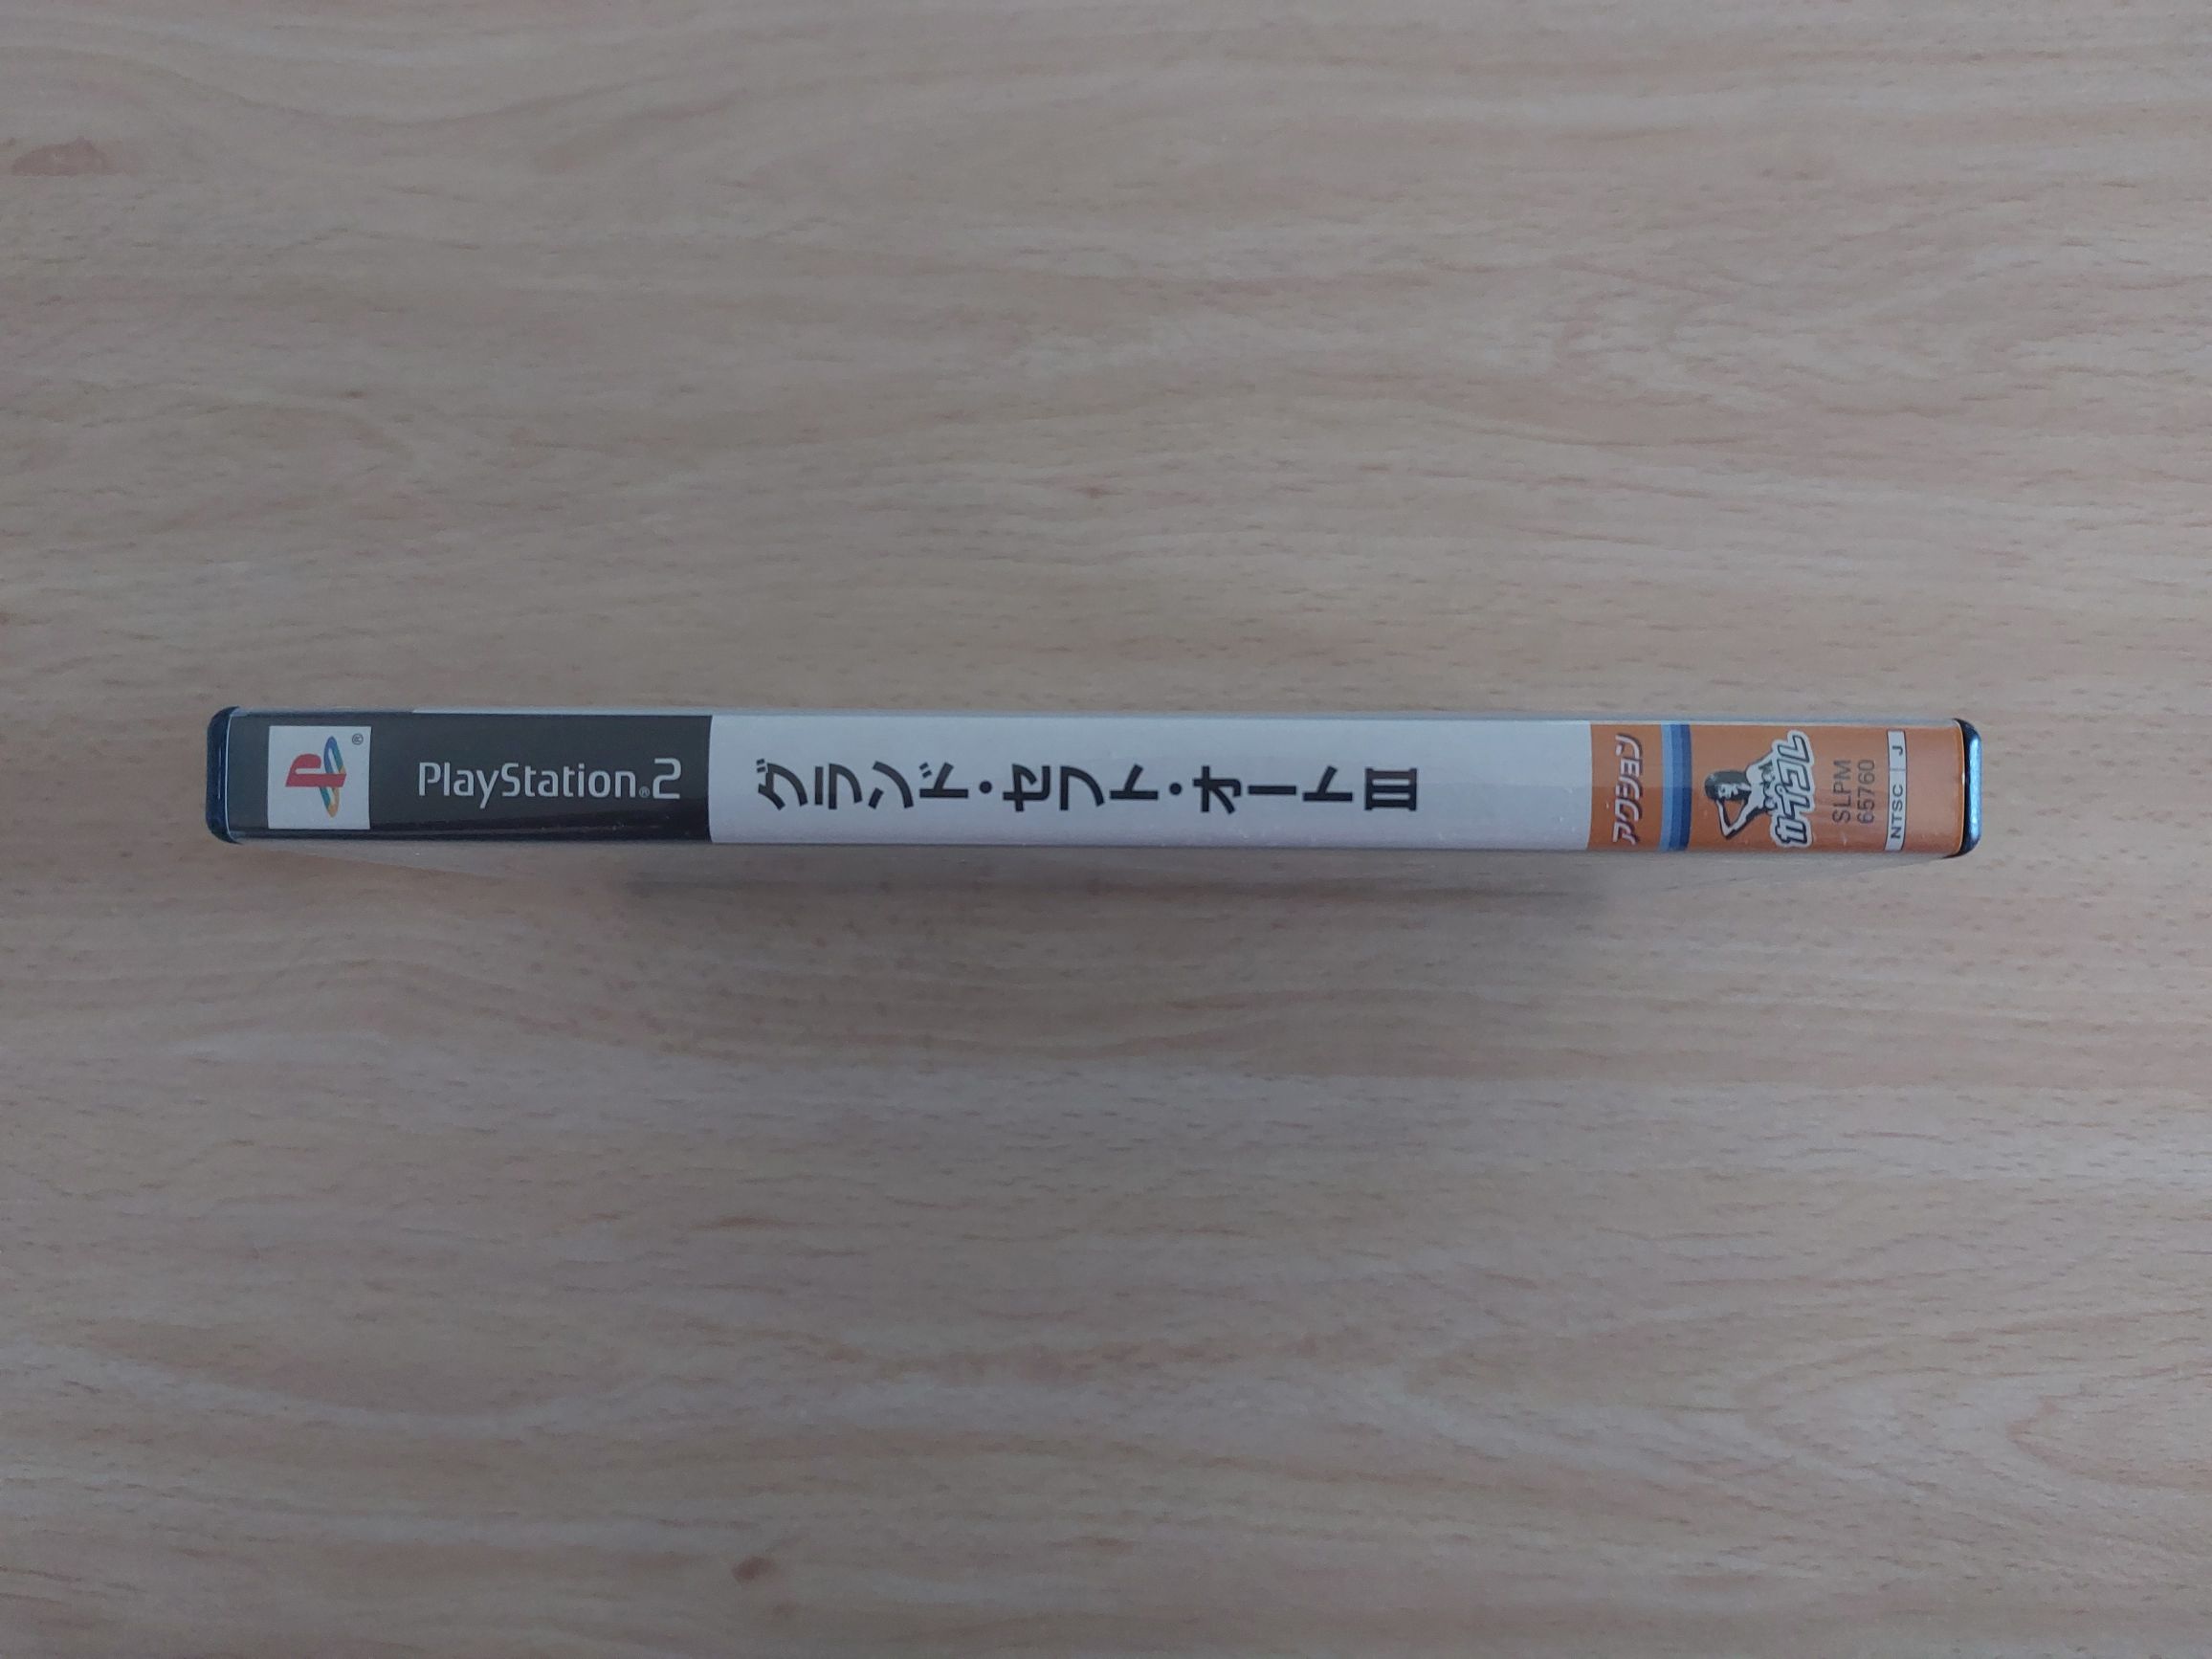 PlayStation®2
グランド・セフト・オートIII
アクション
カプコレ
SLPM
65760
NTSC J